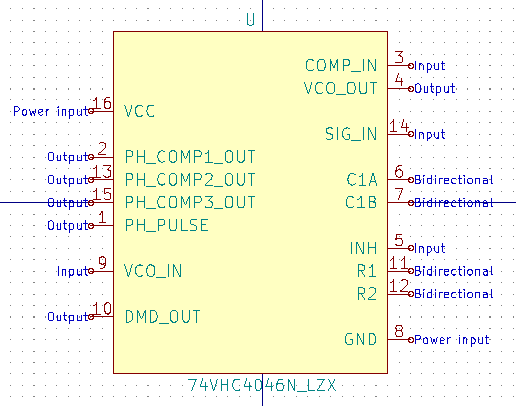 U
COMP_IN 3 Input
VCO_OUT 4 Output
Power input 16 VCC
SIG_IN 14 Input
Output 2 PH_COMP1_OUT
Output 13 PH_COMP2_OUT C1A 6 Bidirectional
Output 15 PH_COMP3_OUT C1B 7 Bidirectional
Output 1 PH_PULSE
INH 5 Input
Input 9 VCO_IN R1 11 Bidirectional
R2 12 Bidirectional
Output 10 DMD_OUT
GND 8 Power input
74VHC4046N_LZX